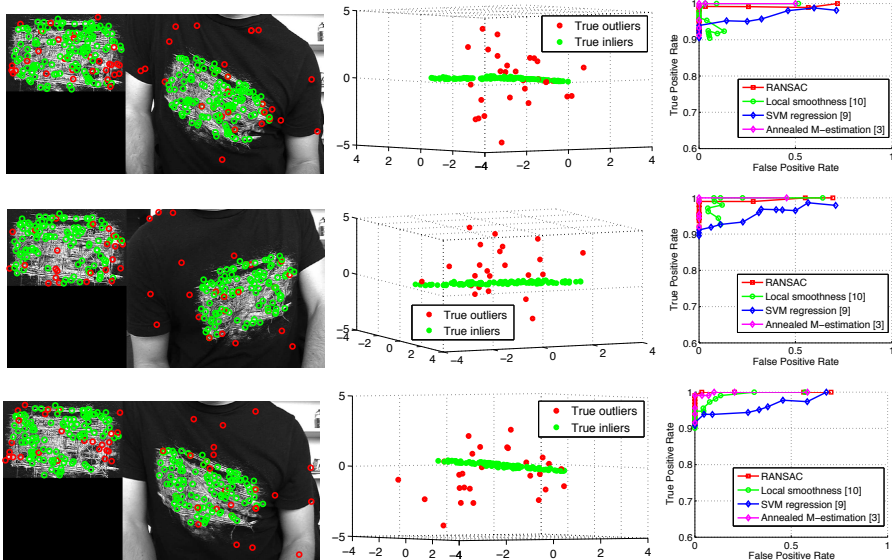 5
0
−5
4
2
0
−2
−4
−2
0
2
4
True outliers
True inliers
1
0.9
0.8
0.7
0.6
0
0.5
1
True Positive Rate
False Positive Rate
RANSAC
Local smoothness [10]
SVM regression [9]
Annealed M−estimation [3]
5
0
−5
−4
−2
0
2
4
−4
−2
0
2
4
True outliers
True inliers
1
0.9
0.8
0.7
0.6
0
0.5
1
True Positive Rate
False Positive Rate
RANSAC
Local smoothness [10]
SVM regression [9]
Annealed M−estimation [3]
5
0
−5
4
2
0
−2
−4
−2
0
2
4
True outliers
True inliers
1
0.9
0.8
0.7
0.6
0
0.5
1
True Positive Rate
False Positive Rate
RANSAC
Local smoothness [10]
SVM regression [9]
Annealed M−estimation [3]